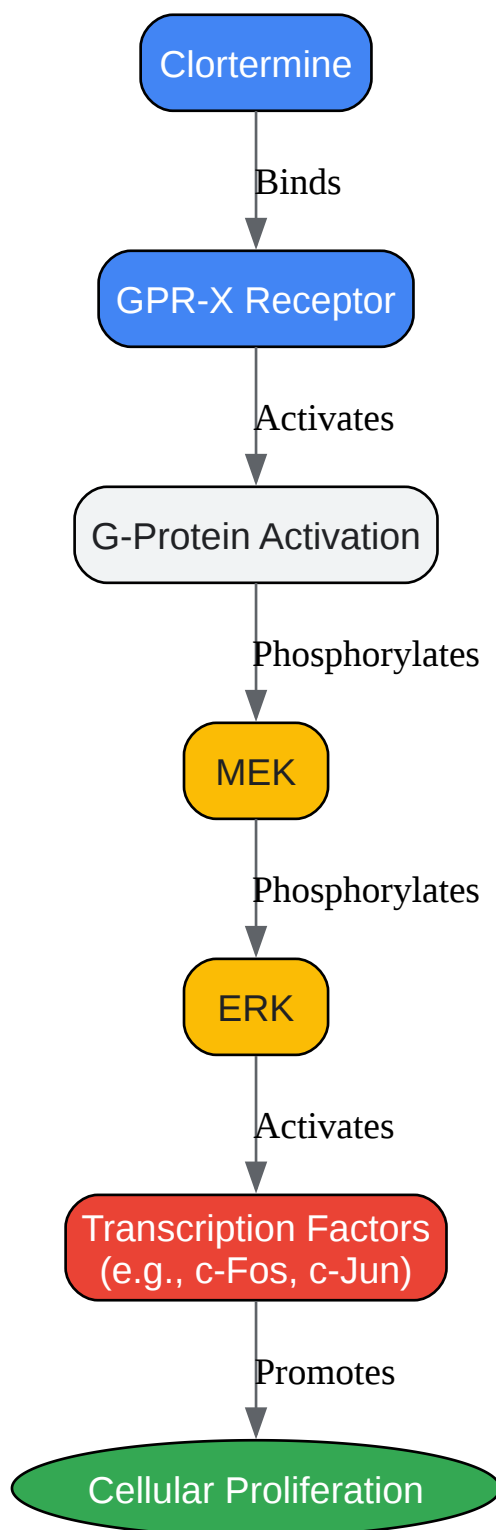 Clortermine
Binds
GPR-X Receptor
Activates
G-Protein Activation
Phosphorylates
MEK
Phosphorylates
ERK
Activates
Transcription Factors
(e.g., c-Fos, c-Jun)
Promotes
Cellular Proliferation